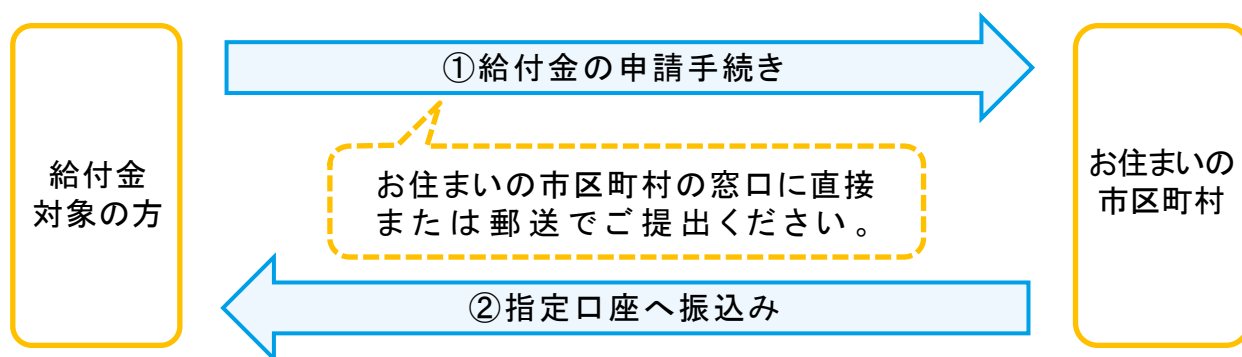 ①給付金の申請手続き
給付金
対象の方
お住まいの市区町村の窓口に直接
または郵送でご提出ください。
お住まいの
市区町村
②指定口座へ振込み